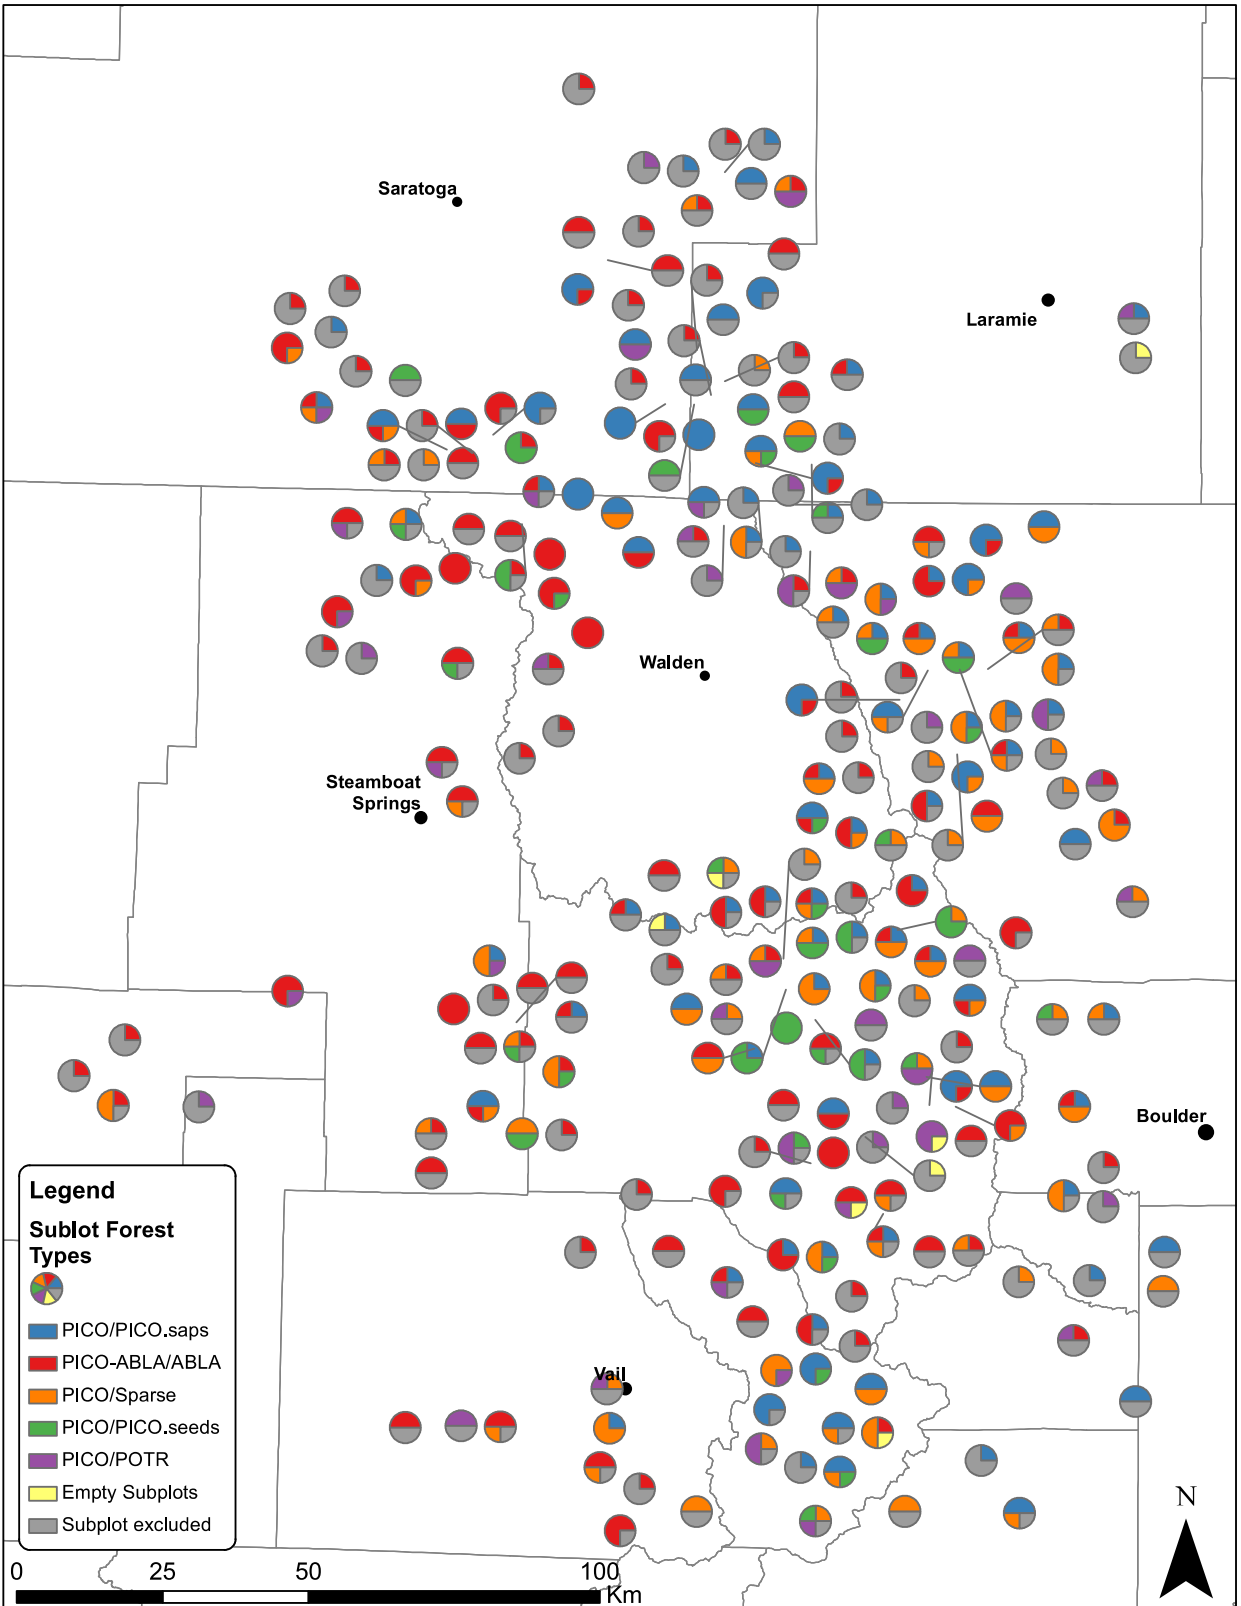 Saratoga
Laramie
Walden
Steamboat
Springs
Boulder
Vail
Legend
Sublot Forest
Types
PICO/PICO.saps
PICO-ABLA/ABLA
PICO/Sparse
PICO/PICO.seeds
PICO/POTR
Empty Subplots
Subplot excluded
N
0 25 50 100
Km